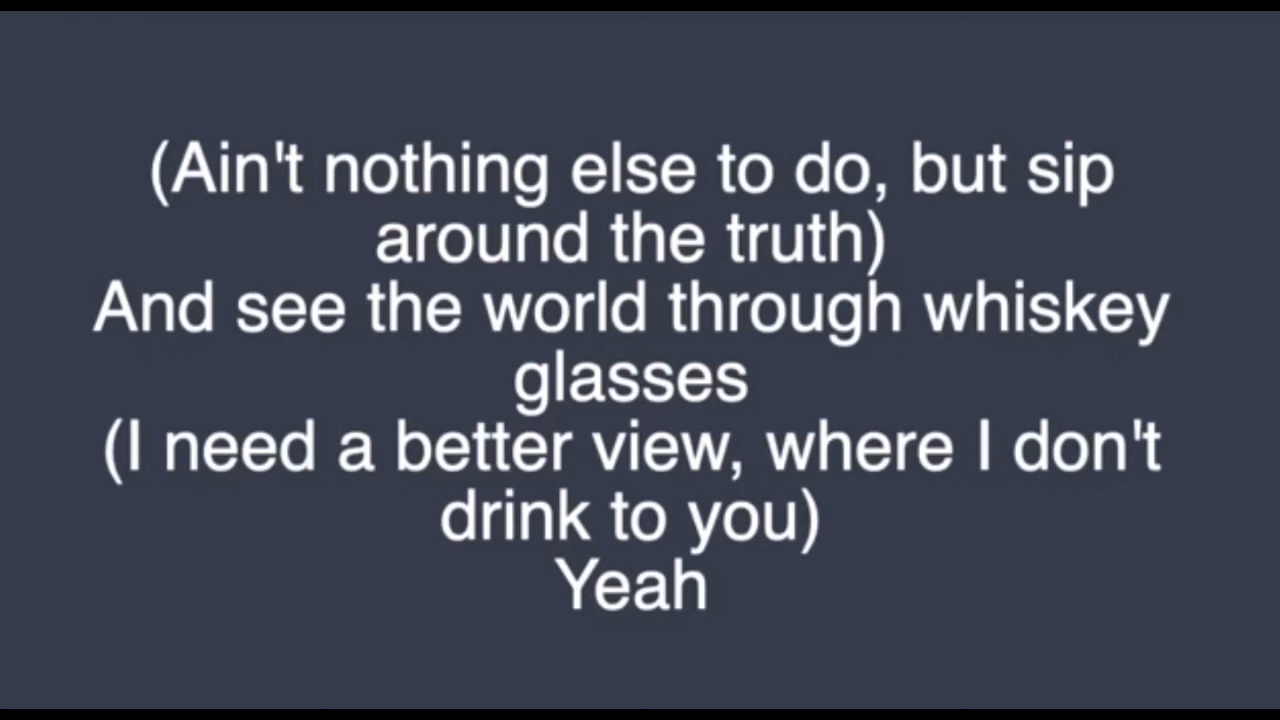 (Ain't nothing else to do, but sip
around the truth)
And see the world through whiskey
glasses
(I need a better view, where I don't
drink to you)
Yeah